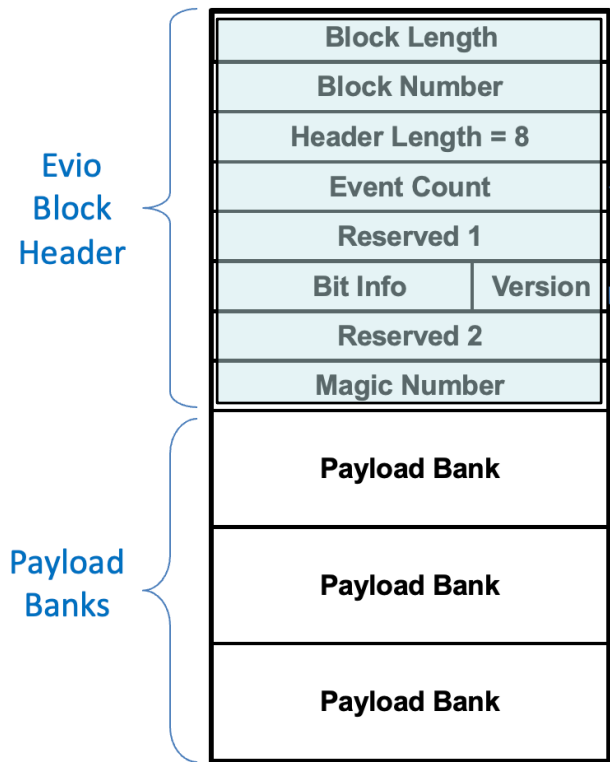 Block Length
Block Number
Header Length = 8
Event Count
Reserved 1
Bit Info Version
Reserved 2
Magic Number
Evio
Block
Header
Payload Bank
Payload Bank
Payload Bank
Payload
Banks